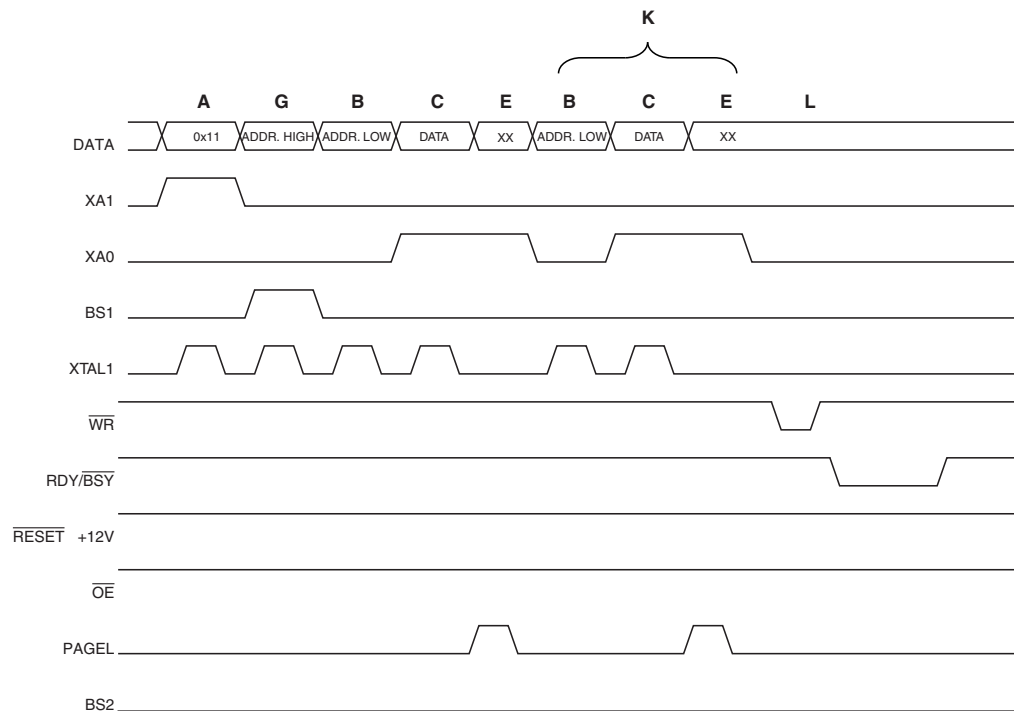 K
A G B C E B C E L
DATA 0x11 ADDR. HIGH ADDR. LOW DATA XX ADDR. LOW DATA XX
XA1
XA0
BS1
XTAL1
WR
RDY/BSY
RESET +12V
OE
PAGEL
BS2